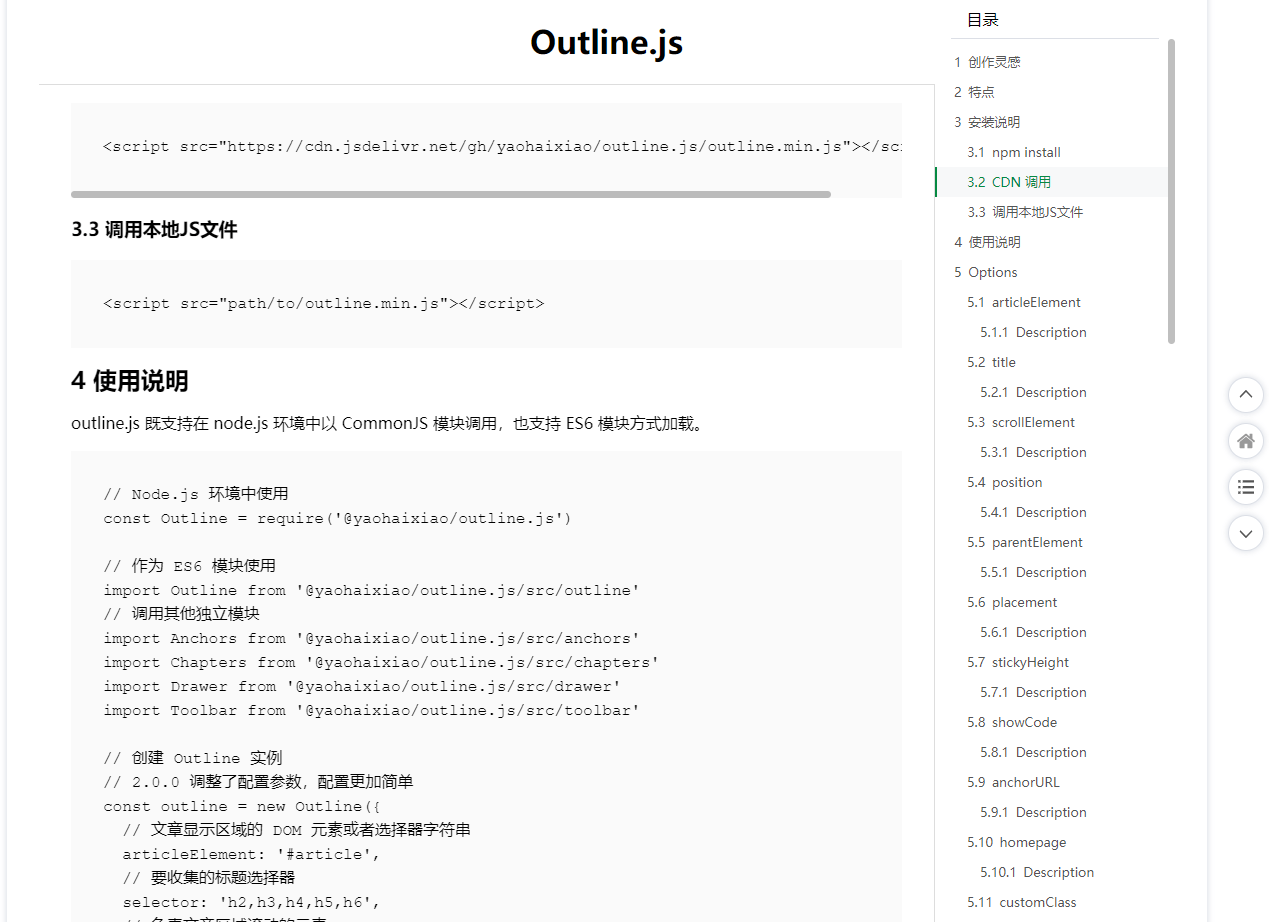 Outline.js
<script src="https://cdn.jsdelivr.net/gh/yaohaixiao/outline.js/outline.min.js"></scr
3.3 调用本地JS文件
<script src="path/to/outline.min.js"></script>
4 使用说明
outline.js 既支持在 node.js 环境中以 CommonJS 模块调用，也支持 ES6 模块方式加载。
// Node.js 环境中使用
const Outline = require('@yaohaixiao/outline.js')
// 作为 ES6 模块使用
import Outline from '@yaohaixiao/outline.js/src/outline'
// 调用其他独立模块
import Anchors from '@yaohaixiao/outline.js/src/anchors'
import Chapters from '@yaohaixiao/outline.js/src/chapters'
import Drawer from '@yaohaixiao/outline.js/src/drawer'
import Toolbar from '@yaohaixiao/outline.js/src/toolbar'
// 创建 Outline 实例
// 2.0.0 调整了配置参数，配置更加简单
const outline = new Outline({
// 文章显示区域的 DOM 元素或者选择器字符串
articleElement: '#article',
// 要收集的标题选择器
selector: 'h2,h3,h4,h5,h6',
目录
1 创作灵感
2 特点
3 安装说明
3.1 npm install
3.2 CDN 调用
3.3 调用本地JS文件
4 使用说明
5 Options
5.1 articleElement
5.1.1 Description
5.2 title
5.2.1 Description
5.3 scrollElement
5.3.1 Description
5.4 position
5.4.1 Description
5.5 parentElement
5.5.1 Description
5.6 placement
5.6.1 Description
5.7 stickyHeight
5.7.1 Description
5.8 showCode
5.8.1 Description
5.9 anchorURL
5.9.1 Description
5.10 homepage
5.10.1 Description
5.11 customClass